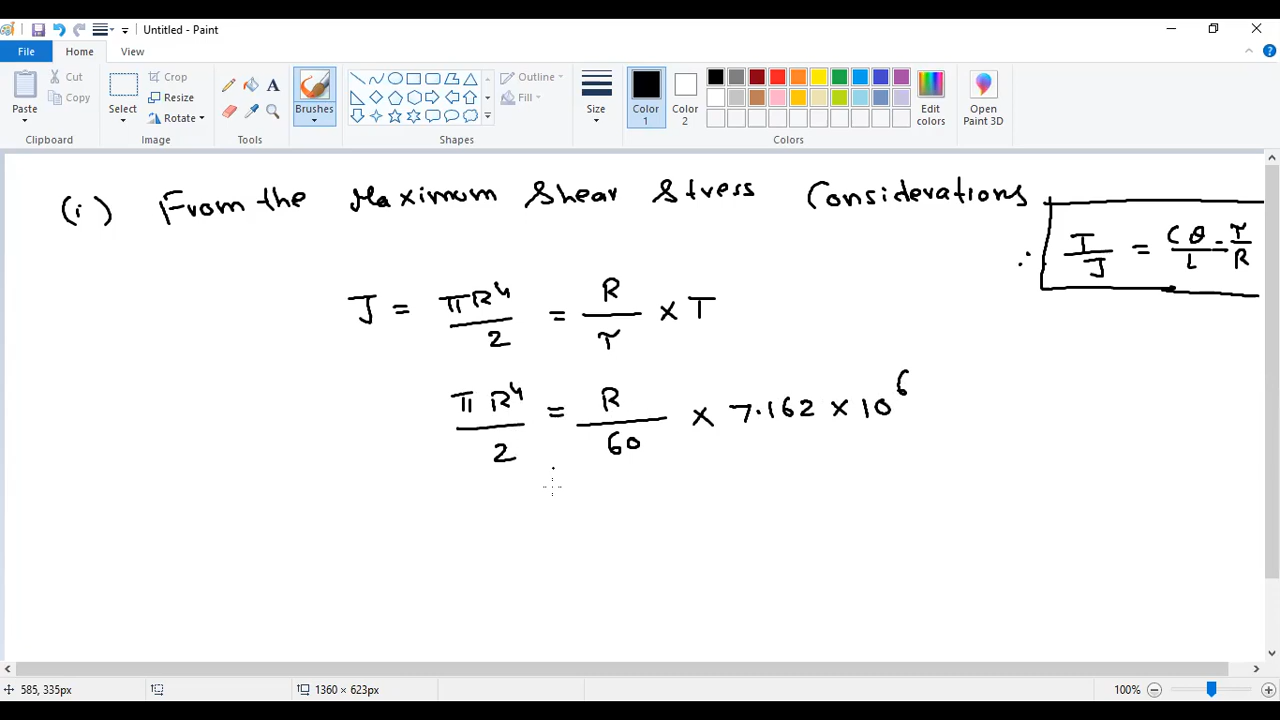 Untitled - Paint
File Home View
Paste
Cut
Copy
Clipboard
Select
Crop
Resize
Rotate
Image
A
Tools
Brushes
Shapes
Outline
Fill
Size
Color 1
Color 2
Edit colors
Open Paint 3D
Colors
(i) From the Maximum Shear Stress Considerations
∴ T/J = Cθ/L = τ/R
J = πR⁴/2 = R/τ × T
πR⁴/2 = R/60 × 7.162 × 10⁶
585, 335px
1360 × 623px
100%